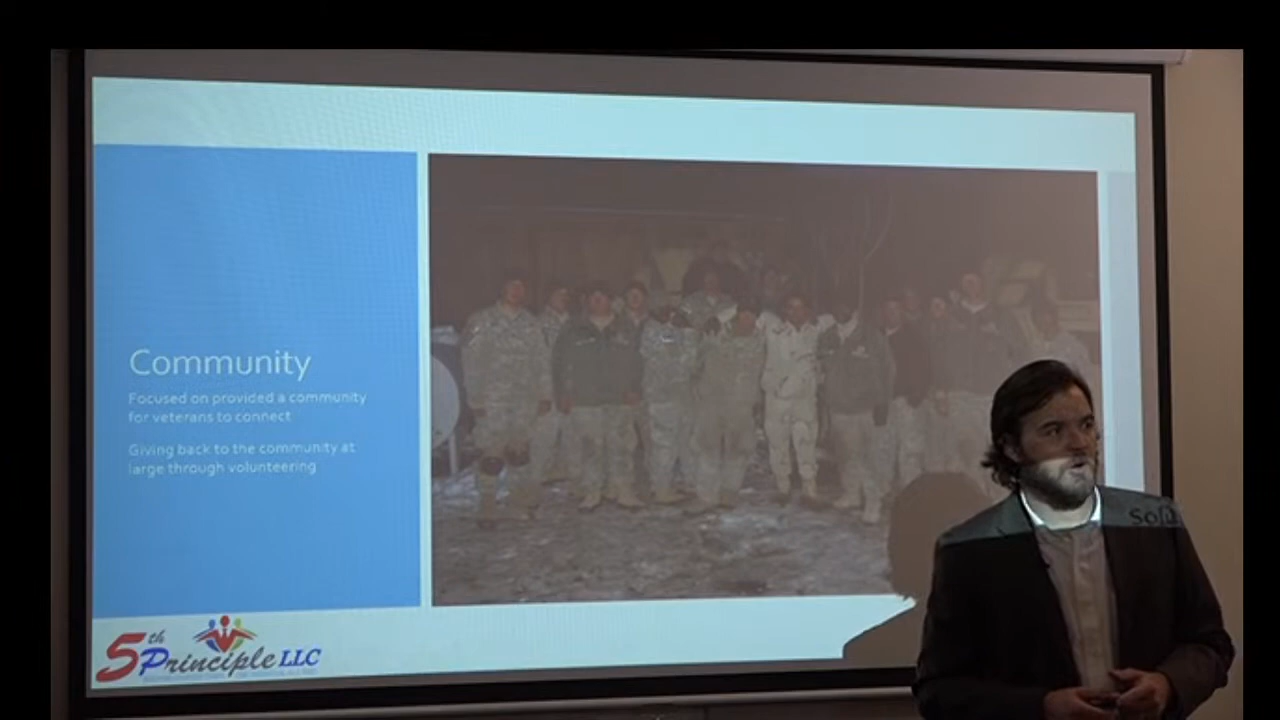 Community
Focused on provided a community
for veterans to connect
Giving back to the community at
large through volunteering
5th Principle LLC